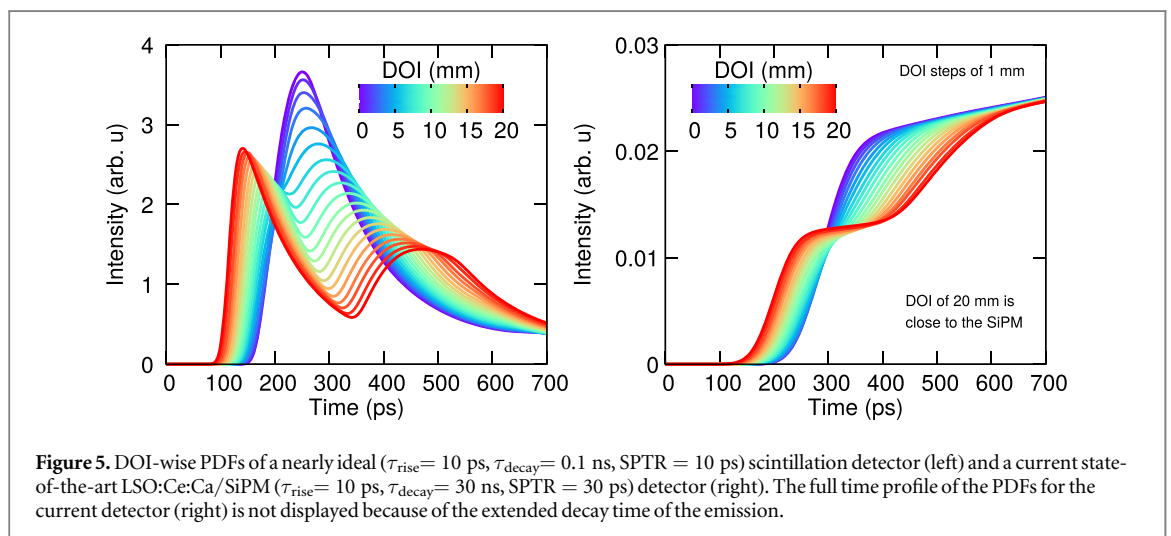 4
3
2
1
0
Intensity (arb. u)
DOI (mm)
0 5 10 15 20
0 100 200 300 400 500 600 700
Time (ps)
0.03
0.02
0.01
0
Intensity (arb. u)
DOI (mm)
0 5 10 15 20
DOI steps of 1 mm
DOI of 20 mm is
close to the SiPM
0 100 200 300 400 500 600 700
Time (ps)
Figure 5. DOI-wise PDFs of a nearly ideal (τrise= 10 ps, τdecay= 0.1 ns, SPTR = 10 ps) scintillation detector (left) and a current state-
of-the-art LSO:Ce:Ca/SiPM (τrise= 10 ps, τdecay= 30 ns, SPTR = 30 ps) detector (right). The full time profile of the PDFs for the
current detector (right) is not displayed because of the extended decay time of the emission.